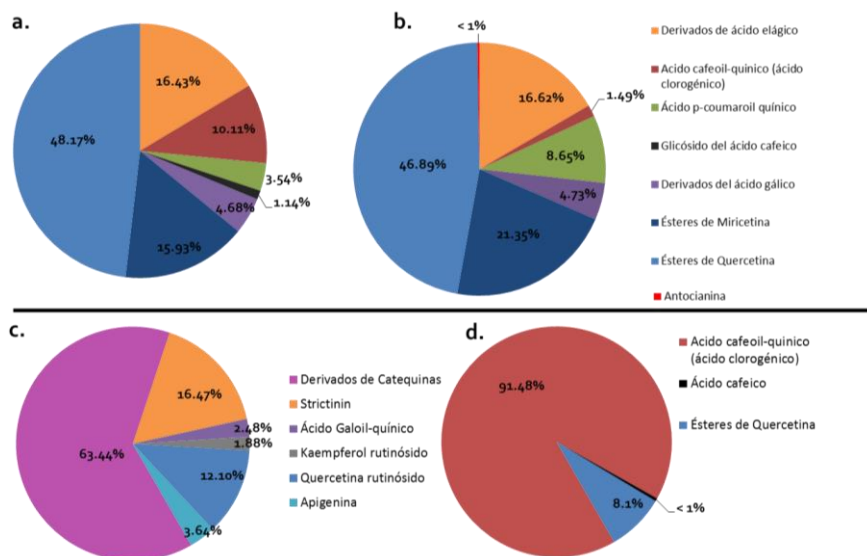 a.
16.43%
10.11%
3.54%
1.14%
4.68%
15.93%
48.17%
b.
< 1%
16.62%
1.49%
8.65%
4.73%
21.35%
46.89%
Derivados de ácido elágico
Acido cafeoil-quinico (ácido
clorogénico)
Ácido p-coumaroil quínico
Glicósido del ácido cafeico
Derivados del ácido gálico
Ésteres de Miricetina
Ésteres de Quercetina
Antocianina
c.
16.47%
2.48%
1.88%
12.10%
3.64%
63.44%
Derivados de Catequinas
Strictinin
Ácido Galoil-quínico
Kaempferol rutinósido
Quercetina rutinósido
Apigenina
d.
91.48%
< 1%
8.1%
Acido cafeoil-quinico
(ácido clorogénico)
Ácido cafeico
Ésteres de Quercetina